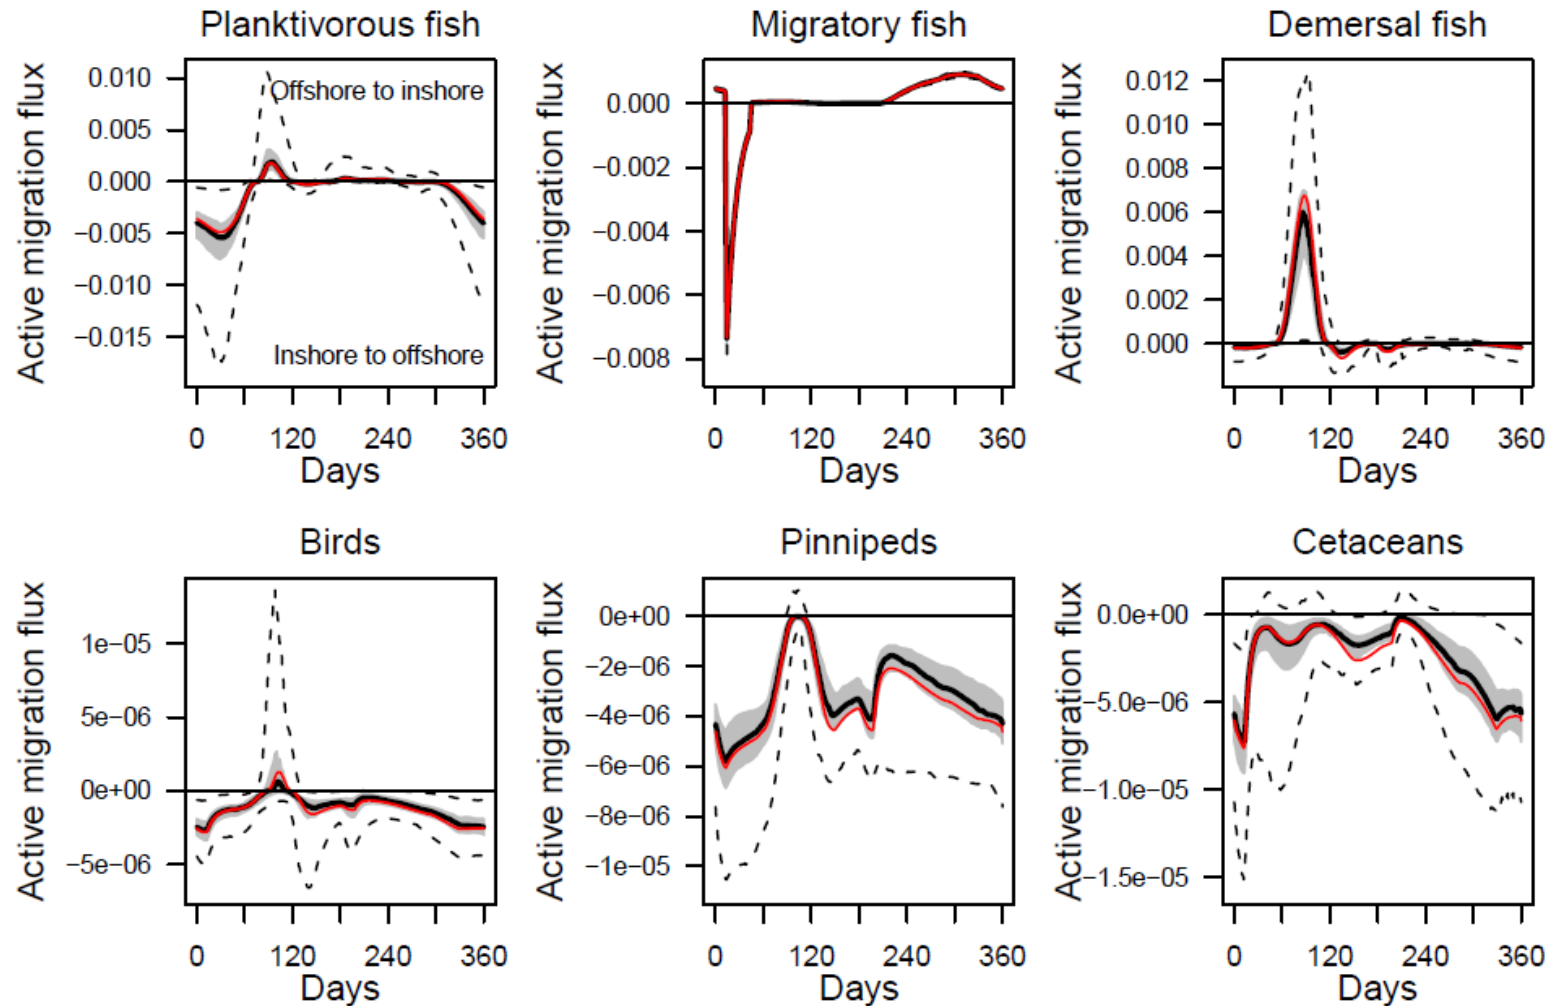 Planktivorous fish
Active migration flux
0.010
0.005
0.000
−0.005
−0.010
−0.015
Offshore to inshore
Inshore to offshore
0 120 240 360
Days
Migratory fish
Active migration flux
0.000
−0.002
−0.004
−0.006
−0.008
0 120 240 360
Days
Demersal fish
Active migration flux
0.012
0.010
0.008
0.006
0.004
0.002
0.000
0 120 240 360
Days
Birds
Active migration flux
1e−05
5e−06
0e+00
−5e−06
0 120 240 360
Days
Pinnipeds
Active migration flux
0e+00
−2e−06
−4e−06
−6e−06
−8e−06
−1e−05
0 120 240 360
Days
Cetaceans
Active migration flux
0.0e+00
−5.0e−06
−1.0e−05
−1.5e−05
0 120 240 360
Days